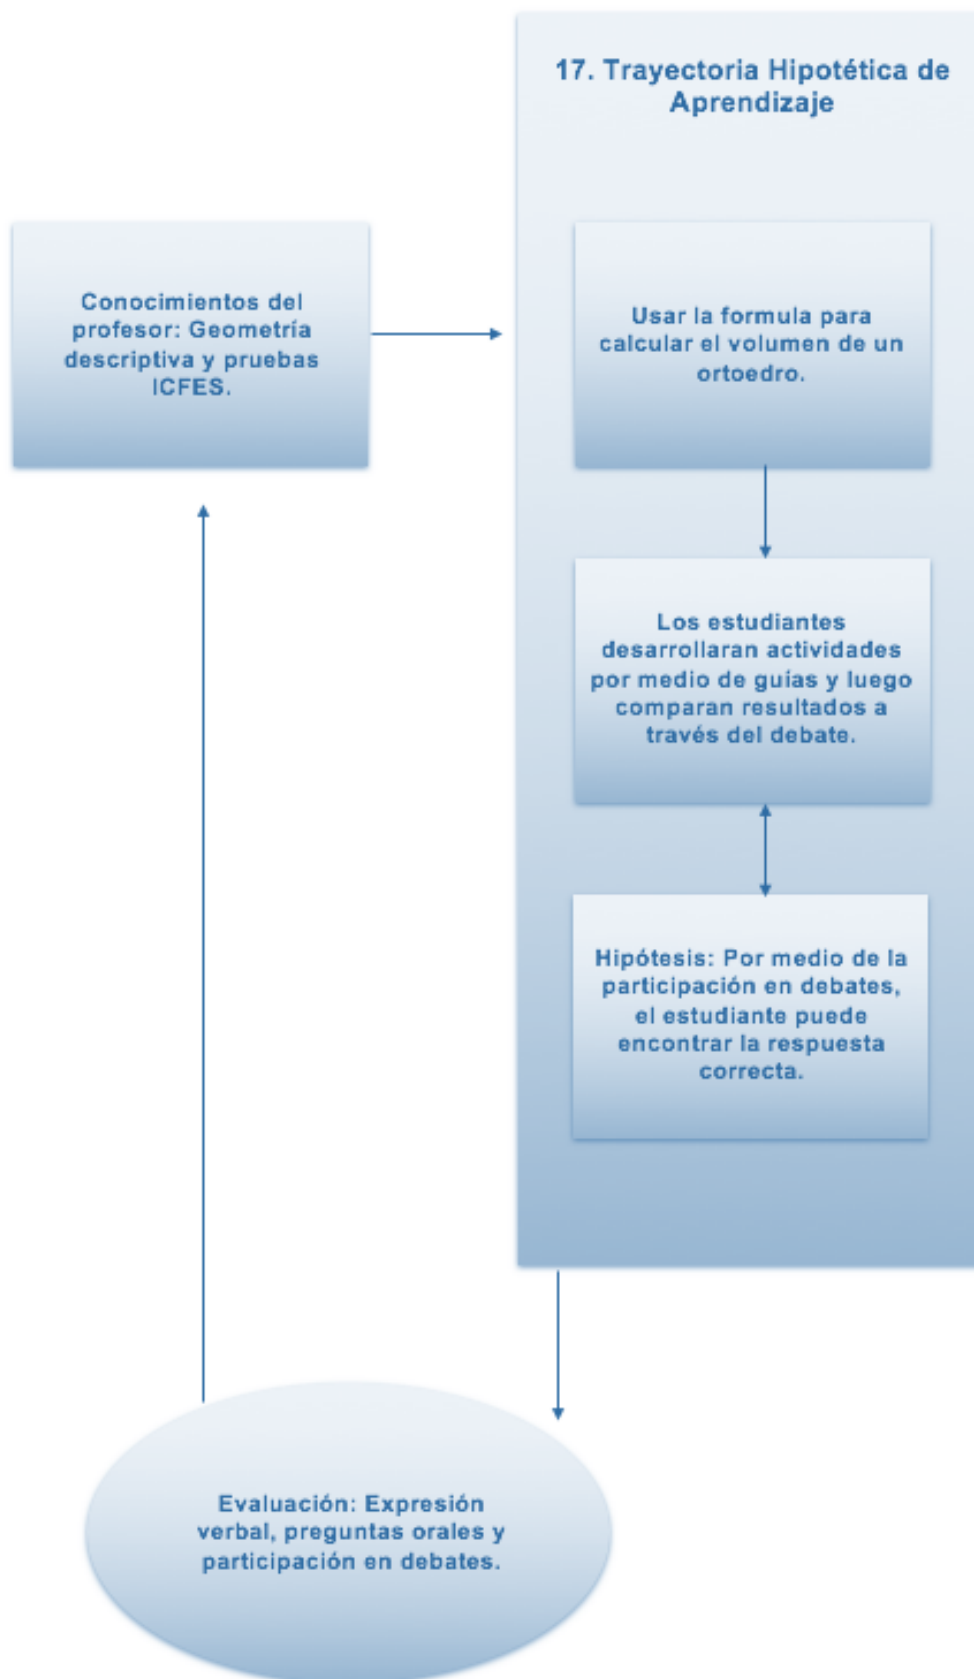 17. Trayectoria Hipotética de
Aprendizaje
Conocimientos del
profesor: Geometría
descriptiva y pruebas
ICFES.
Usar la formula para
calcular el volumen de un
ortoedro.
Los estudiantes
desarrollaran actividades
por medio de guías y luego
comparan resultados a
través del debate.
Hipótesis: Por medio de la
participación en debates,
el estudiante puede
encontrar la respuesta
correcta.
Evaluación: Expresión
verbal, preguntas orales y
participación en debates.